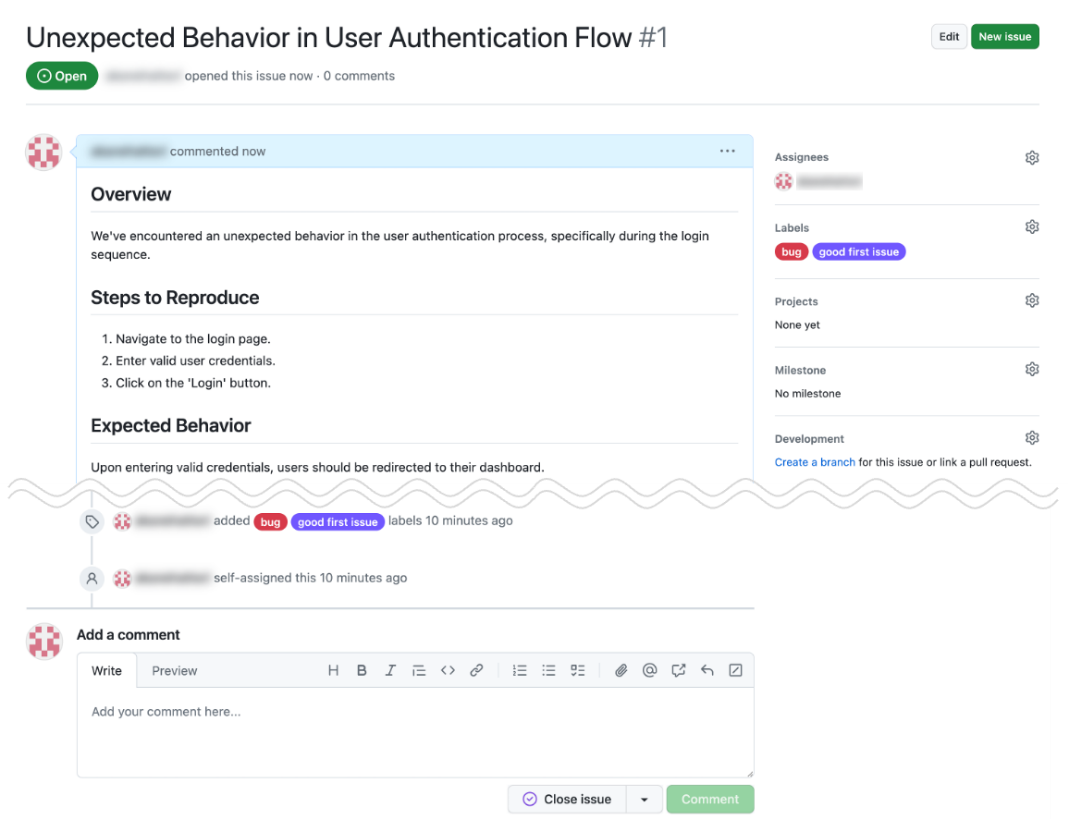 Unexpected Behavior in User Authentication Flow #1
Edit
New issue
Open
opened this issue now · 0 comments
commented now
Overview
We've encountered an unexpected behavior in the user authentication process, specifically during the login
sequence.
Steps to Reproduce
1. Navigate to the login page.
2. Enter valid user credentials.
3. Click on the 'Login' button.
Expected Behavior
Upon entering valid credentials, users should be redirected to their dashboard.
Assignees
Labels
bug good first issue
Projects
None yet
Milestone
No milestone
Development
Create a branch for this issue or link a pull request.
added bug good first issue labels 10 minutes ago
self-assigned this 10 minutes ago
Add a comment
Write Preview
Add your comment here...
Close issue
Comment